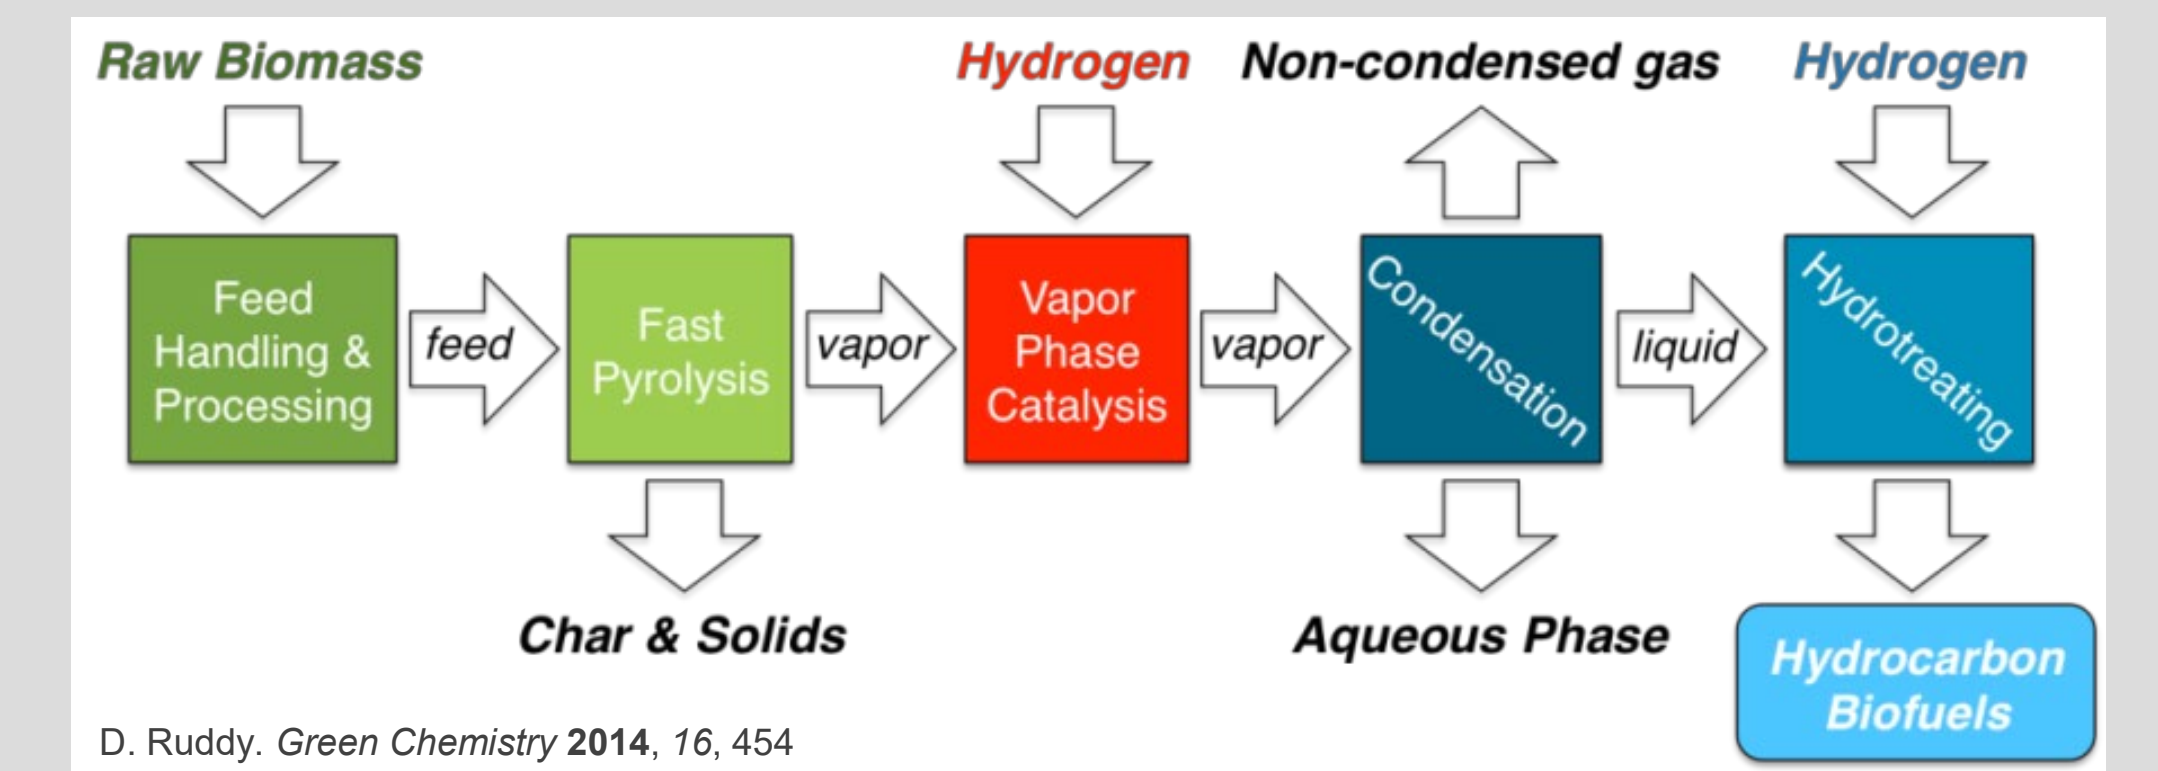 Raw Biomass
Hydrogen
Non-condensed gas
Hydrogen
Feed
Handling &
Processing
feed
Fast
Pyrolysis
vapor
Vapor
Phase
Catalysis
vapor
Condensation
liquid
Hydrotreating
Char & Solids
Aqueous Phase
Hydrocarbon
Biofuels
D. Ruddy. Green Chemistry 2014, 16, 454